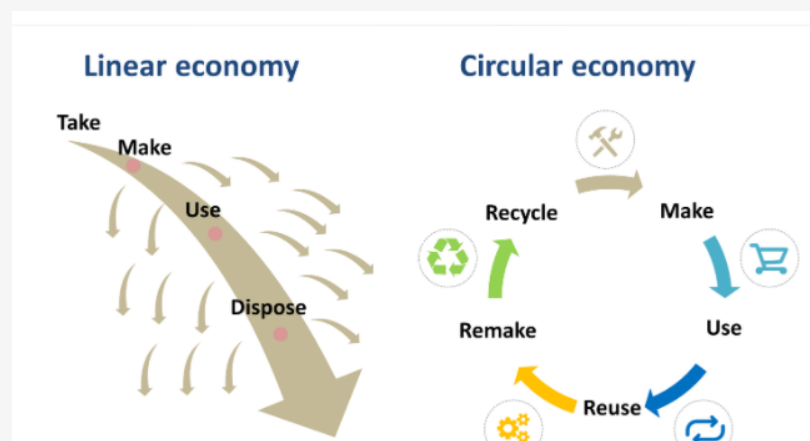 Linear economy
Take
Make
Use
Dispose
Circular economy
Recycle
Make
Use
Reuse
Remake